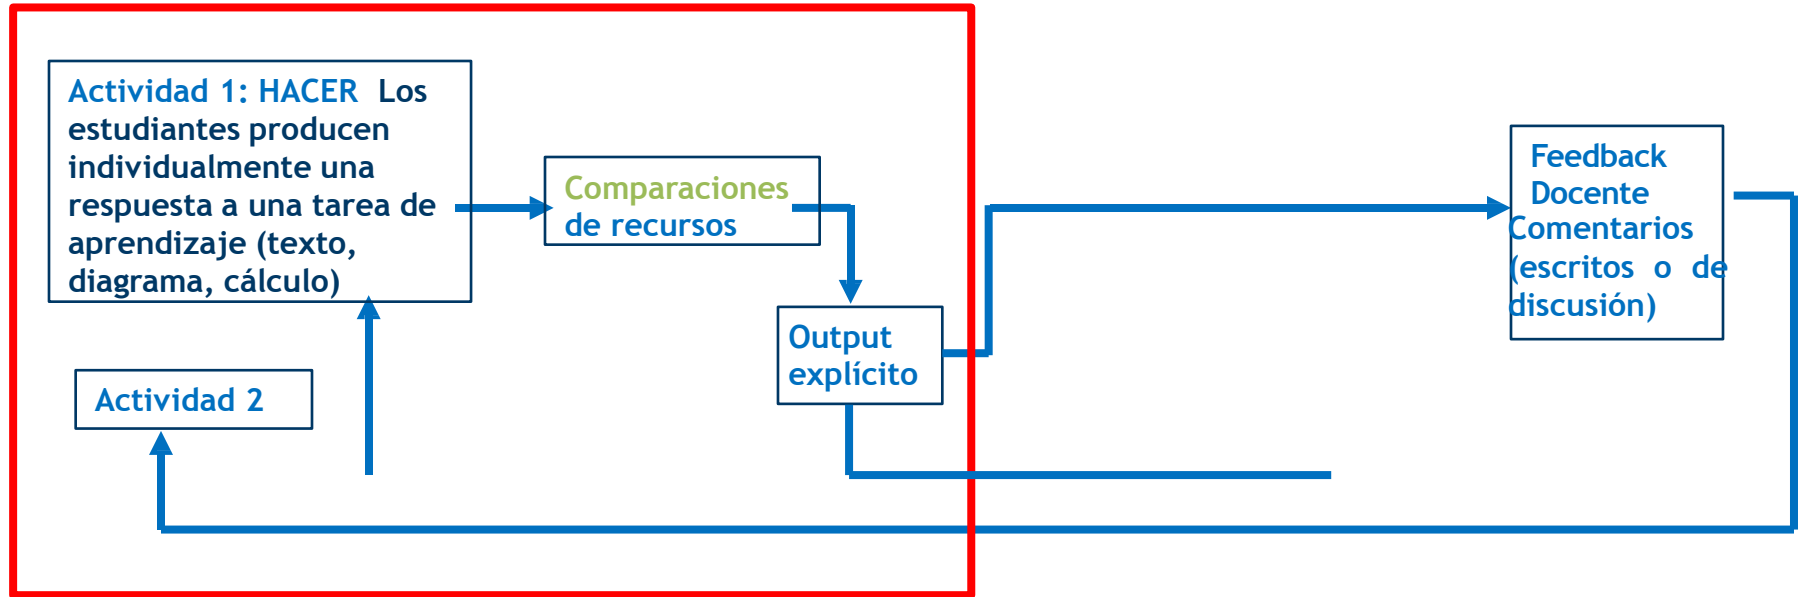 Actividad 1: HACER Los
estudiantes producen
individualmente una
respuesta a una tarea de
aprendizaje (texto,
diagrama, cálculo)
Comparaciones
de recursos
Output
explícito
Feedback
Docente
Comentarios
(escritos o de
discusión)
Actividad 2